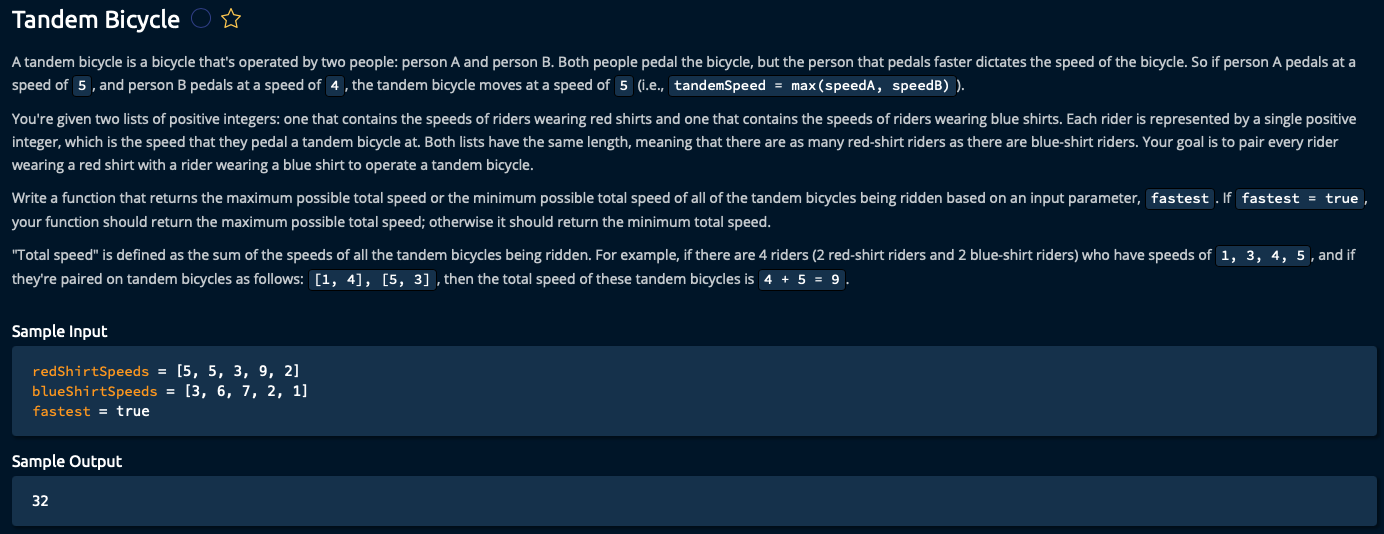 Tandem Bicycle
A tandem bicycle is a bicycle that's operated by two people: person A and person B. Both people pedal the bicycle, but the person that pedals faster dictates the speed of the bicycle. So if person A pedals at a
speed of 5, and person B pedals at a speed of 4, the tandem bicycle moves at a speed of 5 (i.e., tandemSpeed = max(speedA, speedB)).
You're given two lists of positive integers: one that contains the speeds of riders wearing red shirts and one that contains the speeds of riders wearing blue shirts. Each rider is represented by a single positive
integer, which is the speed that they pedal a tandem bicycle at. Both lists have the same length, meaning that there are as many red-shirt riders as there are blue-shirt riders. Your goal is to pair every rider
wearing a red shirt with a rider wearing a blue shirt to operate a tandem bicycle.
Write a function that returns the maximum possible total speed or the minimum possible total speed of all of the tandem bicycles being ridden based on an input parameter, fastest. If fastest = true,
your function should return the maximum possible total speed; otherwise it should return the minimum total speed.
"Total speed" is defined as the sum of the speeds of all the tandem bicycles being ridden. For example, if there are 4 riders (2 red-shirt riders and 2 blue-shirt riders) who have speeds of 1, 3, 4, 5, and if
they're paired on tandem bicycles as follows: [1, 4], [5, 3], then the total speed of these tandem bicycles is 4 + 5 = 9.
Sample Input
redShirtSpeeds = [5, 5, 3, 9, 2]
blueShirtSpeeds = [3, 6, 7, 2, 1]
fastest = true
Sample Output
32